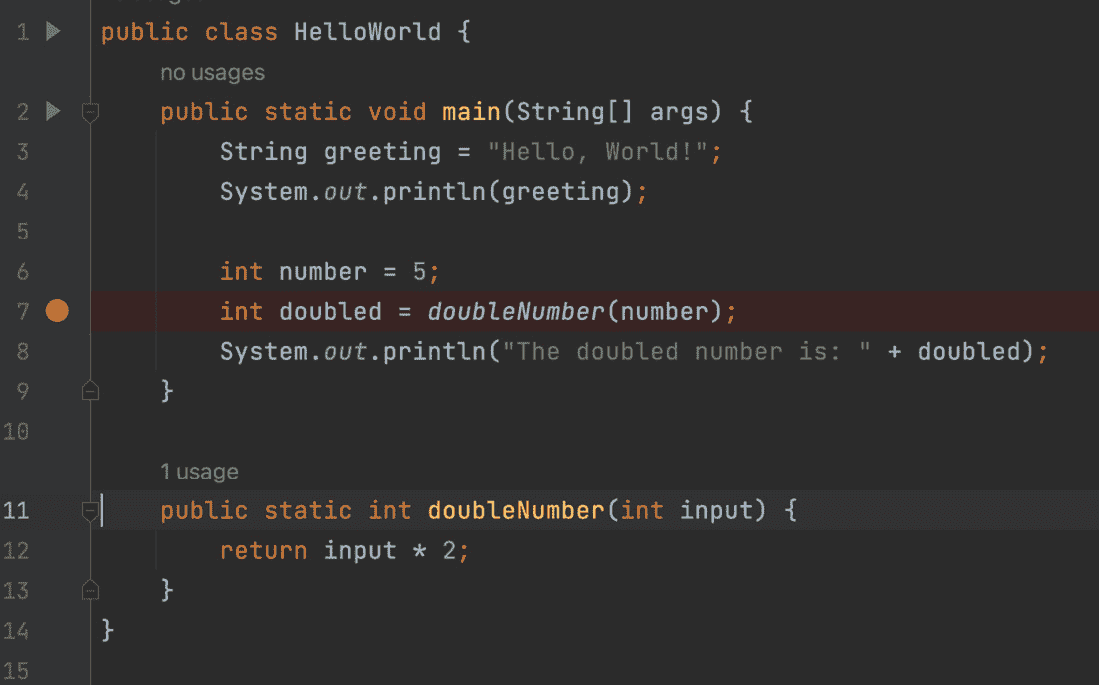 1 public class HelloWorld {
no usages
2 public static void main(String[] args) {
3 String greeting = "Hello, World!";
4 System.out.println(greeting);
5
6 int number = 5;
7 int doubled = doubleNumber(number);
8 System.out.println("The doubled number is: " + doubled);
9 }
10
1 usage
11 public static int doubleNumber(int input) {
12 return input * 2;
13 }
14 }
15